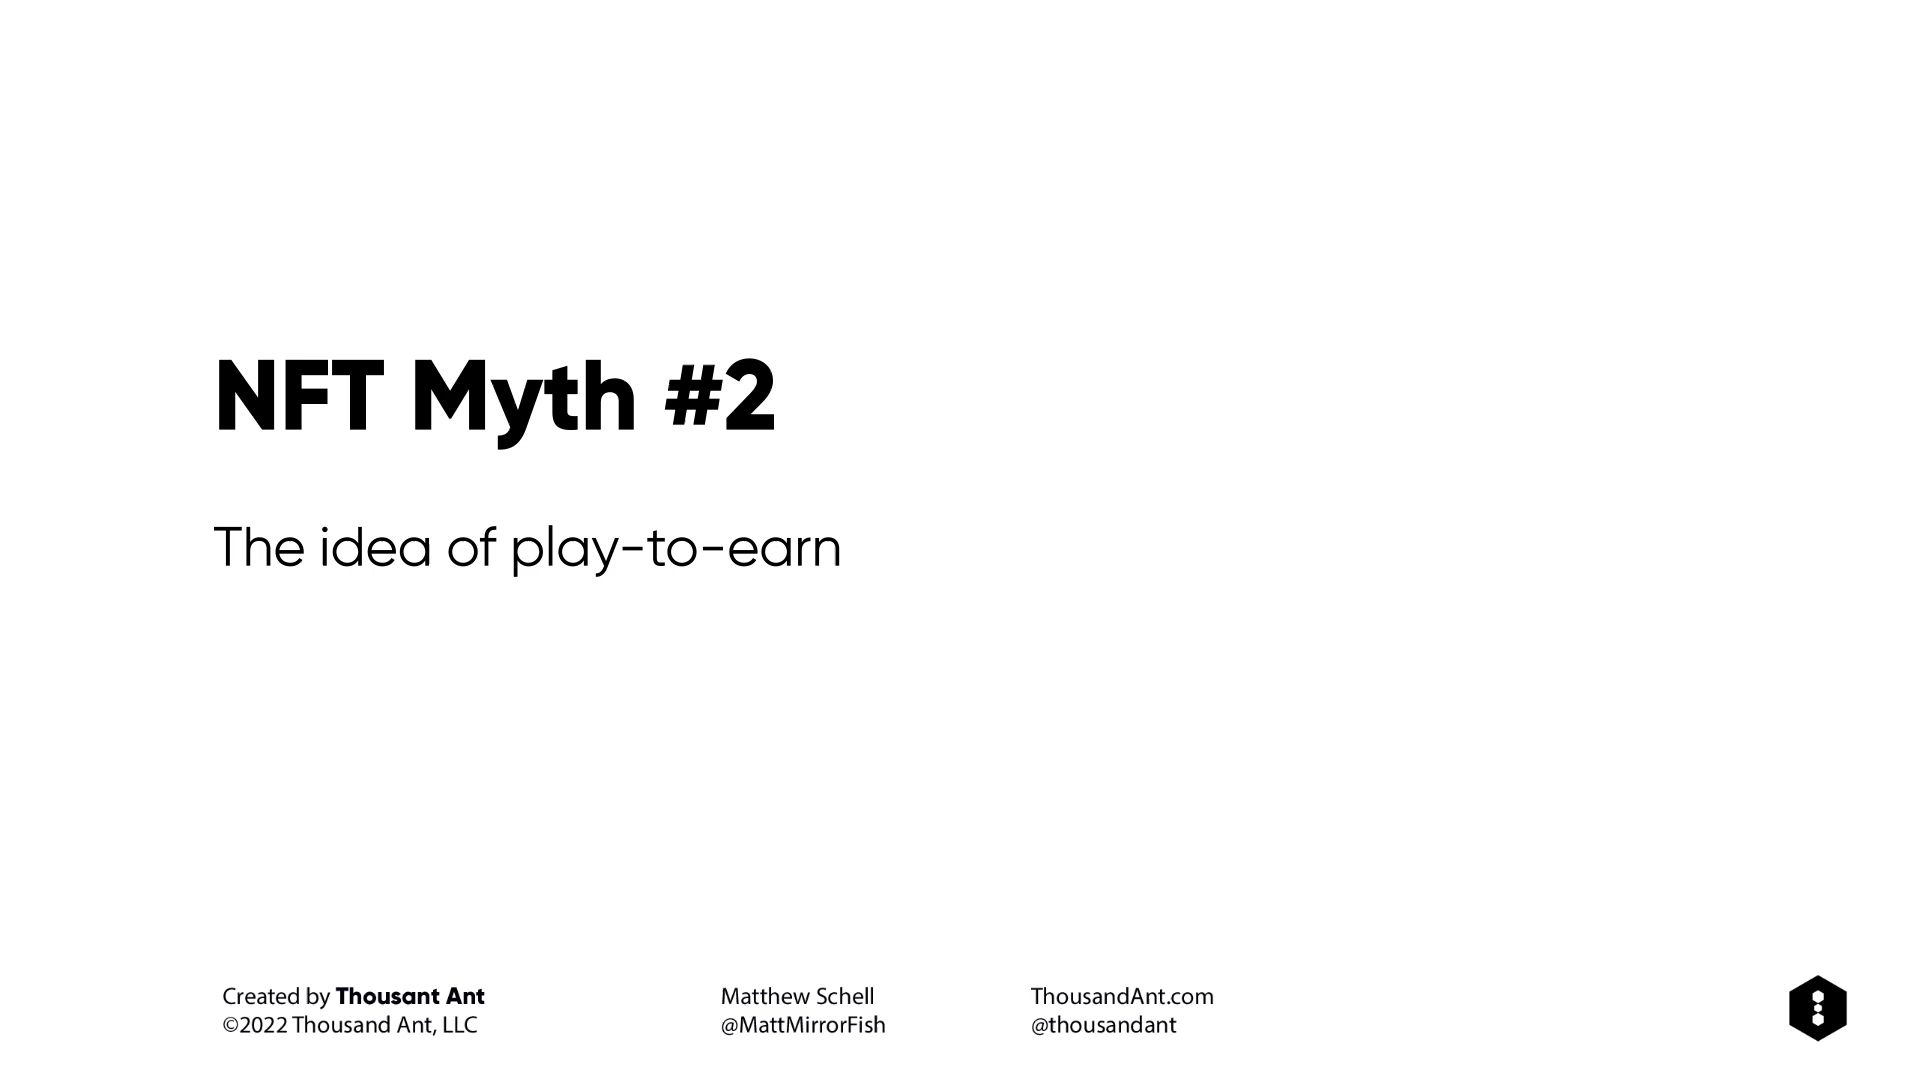 NFT Myth #2
The idea of play-to-earn
Created by Thousant Ant
©2022 Thousand Ant, LLC
Matthew Schell
@MattMirrorFish
ThousandAnt.com
@thousandant